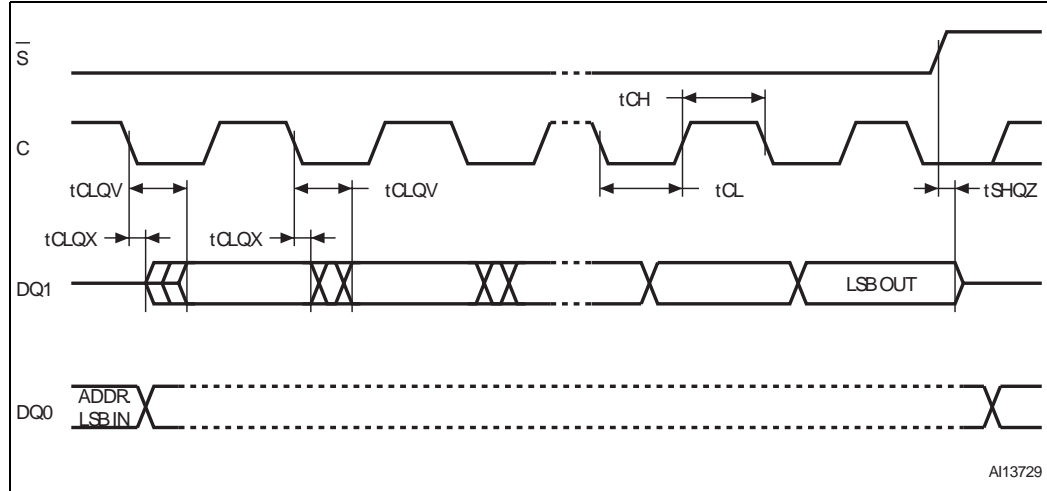 S
tCH
C
tCLQV
tCLQV
tCL
tSHQZ
tCLQX
tCLQX
DQ1
LSB OUT
DQ0
ADDR.
LSB IN
AI13729